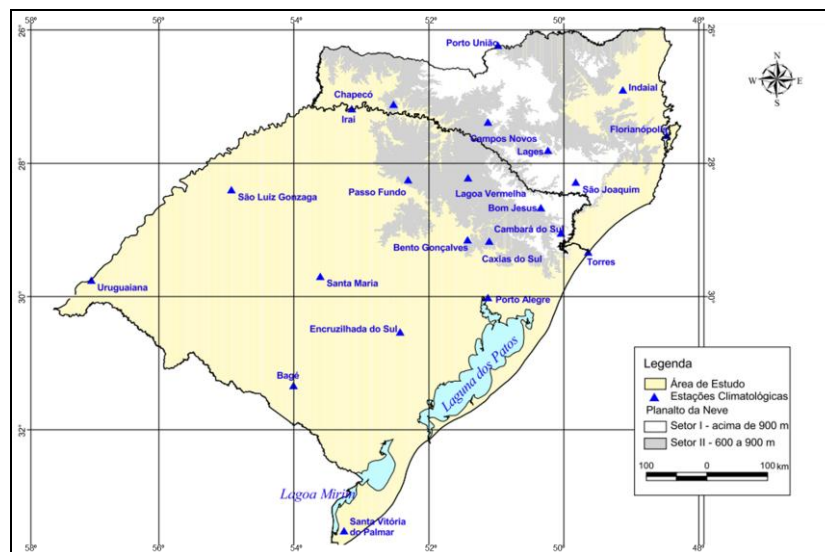 58° 56° 54° 52° 50° 48°
26° 26°
Porto União
N
W E
S
Indaial
Chapecó
Iraí
Florianópolis
Campos Novos
Lages
28° 28°
São Joaquim
Passo Fundo
Lagoa Vermelha
São Luiz Gonzaga
Bom Jesus
Cambará do Sul
Bento Gonçalves
Caxias do Sul
Torres
Santa Maria
Uruguaiana
30° 30°
Porto Alegre
Encruzilhada do Sul
Laguna dos Patos
Bagé
Legenda
Área de Estudo
Estações Climatológicas
Planalto da Neve
Setor I - acima de 900 m
Setor II - 600 a 900 m
100 0 100 km
32° 32°
Lagoa Mirim
Santa Vitória
do Palmar
58° 56° 54° 52° 50° 48°